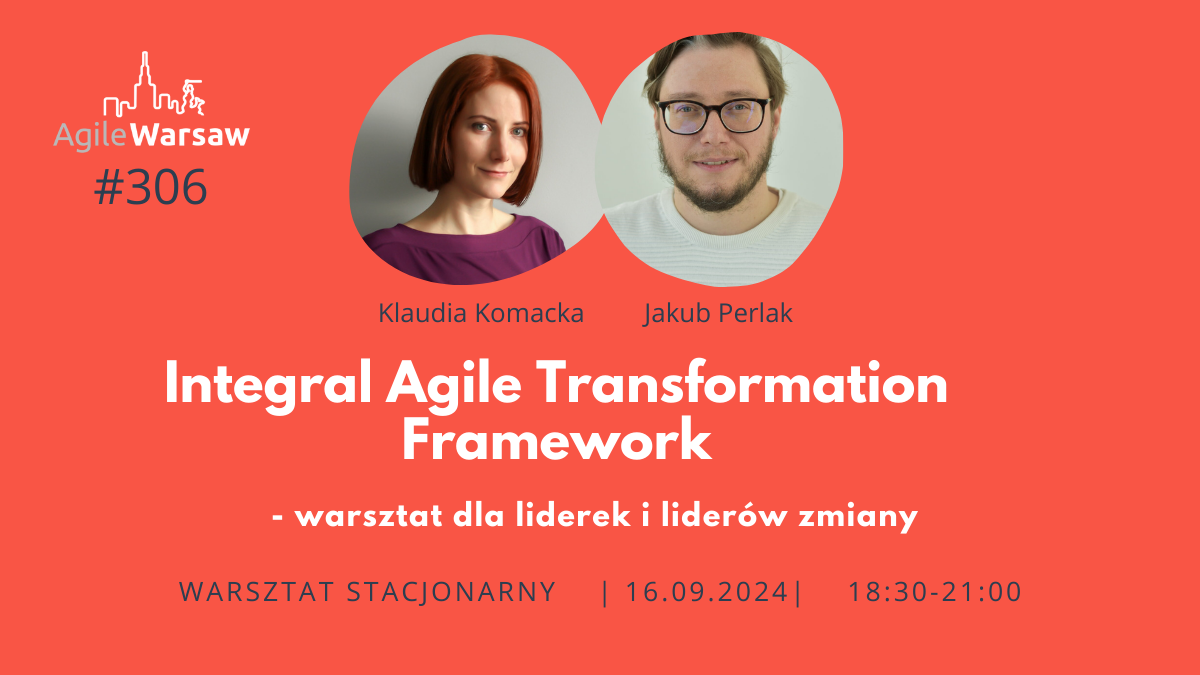 AgileWarsaw
#306
Klaudia Komacka
Jakub Perlak
Integral Agile Transformation
Framework
- warsztat dla liderek i liderów zmiany
WARSZTAT STACJONARNY | 16.09.2024| 18:30-21:00